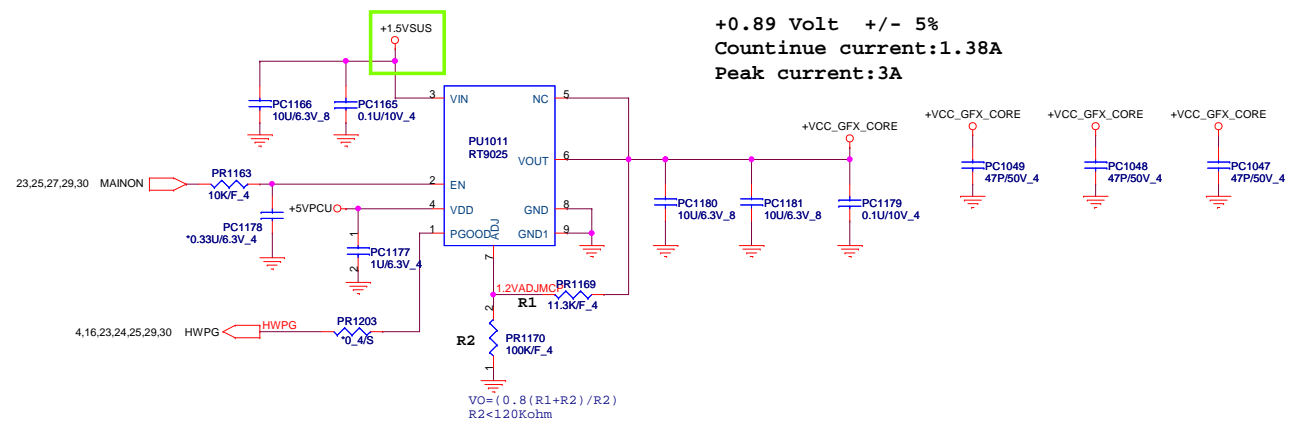 +0.89 Volt +/- 5%
Countinue current:1.38A
Peak current:3A
+1.5VSUS
PC1166
10U/6.3V_8
PC1165
0.1U/10V_4
3
VIN
NC
5
PU1011
RT9025
VOUT
6
+VCC_GFX_CORE
+VCC_GFX_CORE
+VCC_GFX_CORE
+VCC_GFX_CORE
PC1049
47P/50V_4
PC1048
47P/50V_4
PC1047
47P/50V_4
23,25,27,29,30 MAINON
PR1163
10K/F_4
2
EN
PC1178
*0.33U/6.3V_4
+5VPCU
4
VDD
GND
8
1
PGOOD
GND1
9
ADJ
7
1
PC1177
1U/6.3V_4
2
PC1180
10U/6.3V_8
PC1181
10U/6.3V_8
PC1179
0.1U/10V_4
1.2VADJMCP
PR1169
R1
11.3K/F_4
4,16,23,24,25,29,30 HWPG
HWPG
PR1203
*0_4/S
2
R2
PR1170
100K/F_4
1
VO=(0.8(R1+R2)/R2)
R2<120Kohm